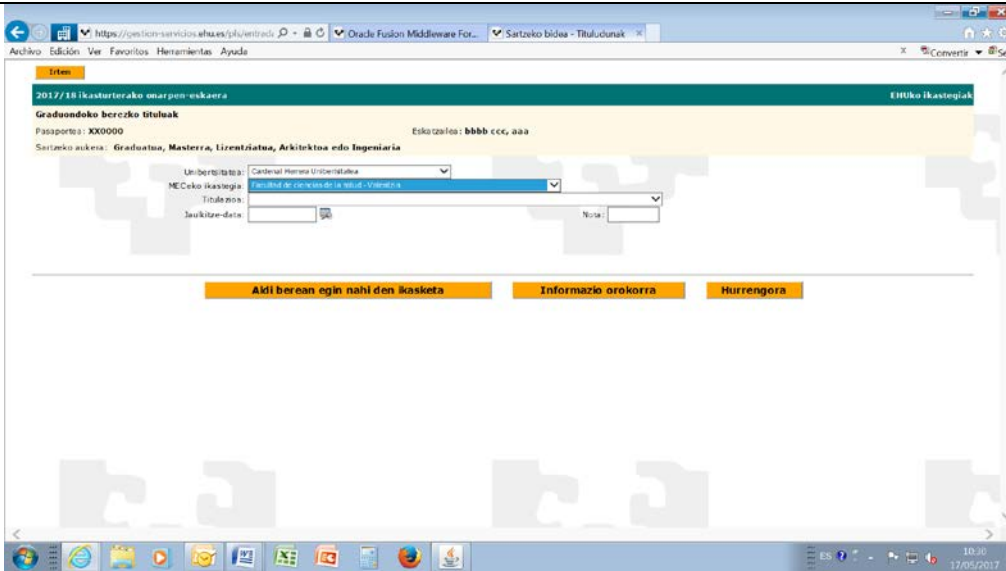 https://gestion-servicios.ehu.es/pls/entrada Oracle Fusion Middleware For... Sartzeko bidea - Tituludunak
Archivo Edición Ver Favoritos Herramientas Ayuda Convertir
Irten
2017/18 ikasturterako onarpen-eskaera EHUko ikastegiak
Graduondoko berezko tituluak
Pasaportea: XX0000 Eskatzailea: bbbb ccc, aaa
Sartzeko aukera: Graduatua, Masterra, Lizentziatua, Arkitektoa edo Ingeniaria
Unibertsitatea: Cardenal Herrera Unibertsitatea
MECeko ikastegia: Facultad de ciencias de la salud - Valentzia
Titulazioa:
Jaulkitze-data: Nota:
Aldi berean egin nahi den ikasketa Informazio orokorra Hurrengora
ES 10:30
17/05/2017